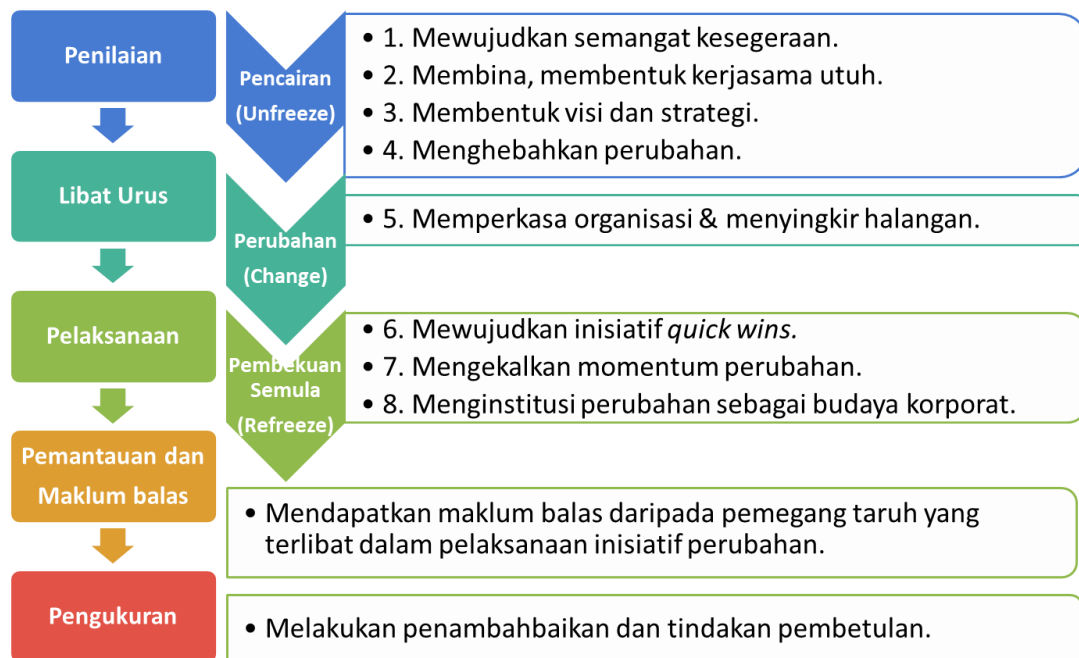 Penilaian
Pencairan
(Unfreeze)
• 1. Mewujudkan semangat kesegeraan.
• 2. Membina, membentuk kerjasama utuh.
• 3. Membentuk visi dan strategi.
• 4. Menghebahkan perubahan.
Libat Urus
Perubahan
(Change)
• 5. Memperkasa organisasi & menyingkir halangan.
Pelaksanaan
Pembekuan
Semula
(Refreeze)
• 6. Mewujudkan inisiatif quick wins.
• 7. Mengekalkan momentum perubahan.
• 8. Menginstitusi perubahan sebagai budaya korporat.
Pemantauan dan
Maklum balas
• Mendapatkan maklum balas daripada pemegang taruh yang
terlibat dalam pelaksanaan inisiatif perubahan.
Pengukuran
• Melakukan penambahbaikan dan tindakan pembetulan.